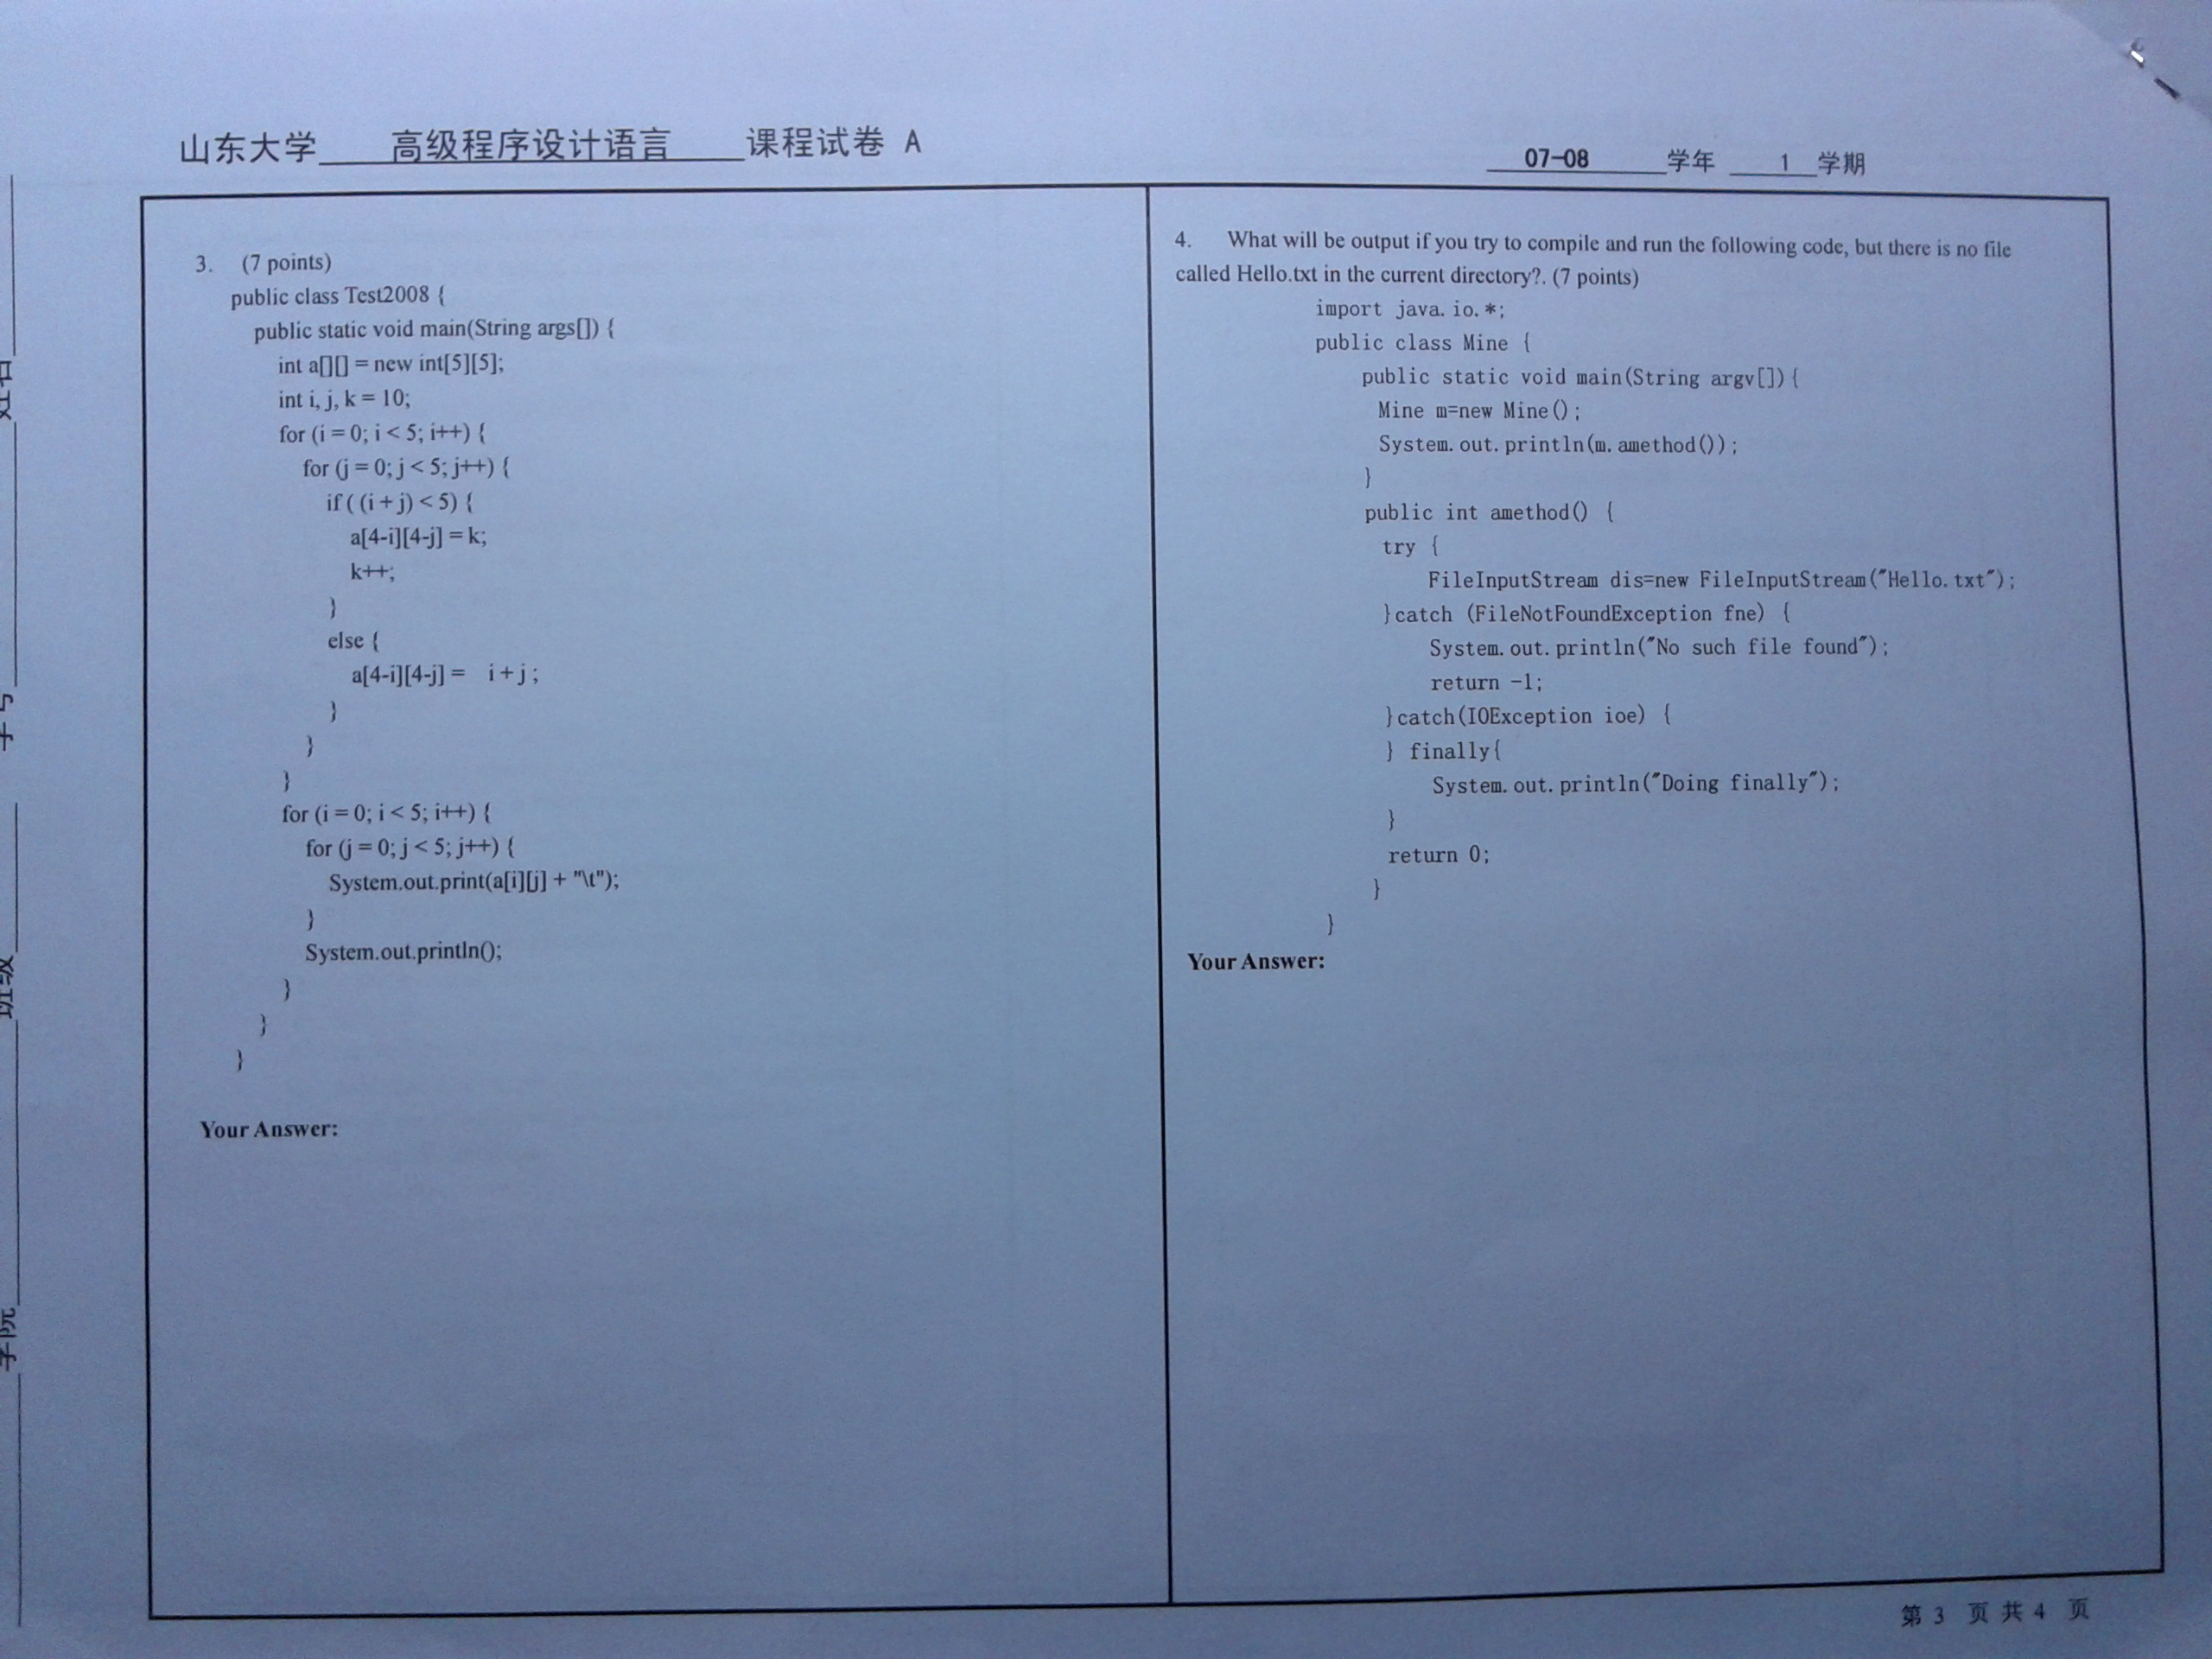 山东大学 高级程序设计语言 课程试卷 A
07-08 学年 1 学期
3. (7 points)
public class Test2008 {
public static void main(String args[]) {
int a[][] = new int[5][5];
int i, j, k = 10;
for (i = 0; i < 5; i++) {
for (j = 0; j < 5; j++) {
if ( (i + j) < 5) {
a[4-i][4-j] = k;
k++;
}
else {
a[4-i][4-j] = i + j ;
}
}
}
for (i = 0; i < 5; i++) {
for (j = 0; j < 5; j++) {
System.out.print(a[i][j] + "\t");
}
System.out.println();
}
}
}
Your Answer:
4. What will be output if you try to compile and run the following code, but there is no file
called Hello.txt in the current directory?. (7 points)
import java.io.*;
public class Mine {
public static void main(String argv[]){
Mine m=new Mine();
System.out.println(m.amethod());
}
public int amethod() {
try {
FileInputStream dis=new FileInputStream("Hello.txt");
}catch (FileNotFoundException fne) {
System.out.println("No such file found");
return -1;
}catch(IOException ioe) {
} finally{
System.out.println("Doing finally");
}
return 0;
}
}
Your Answer:
第 3 页 共 4 页
姓名
学号
班级
学院